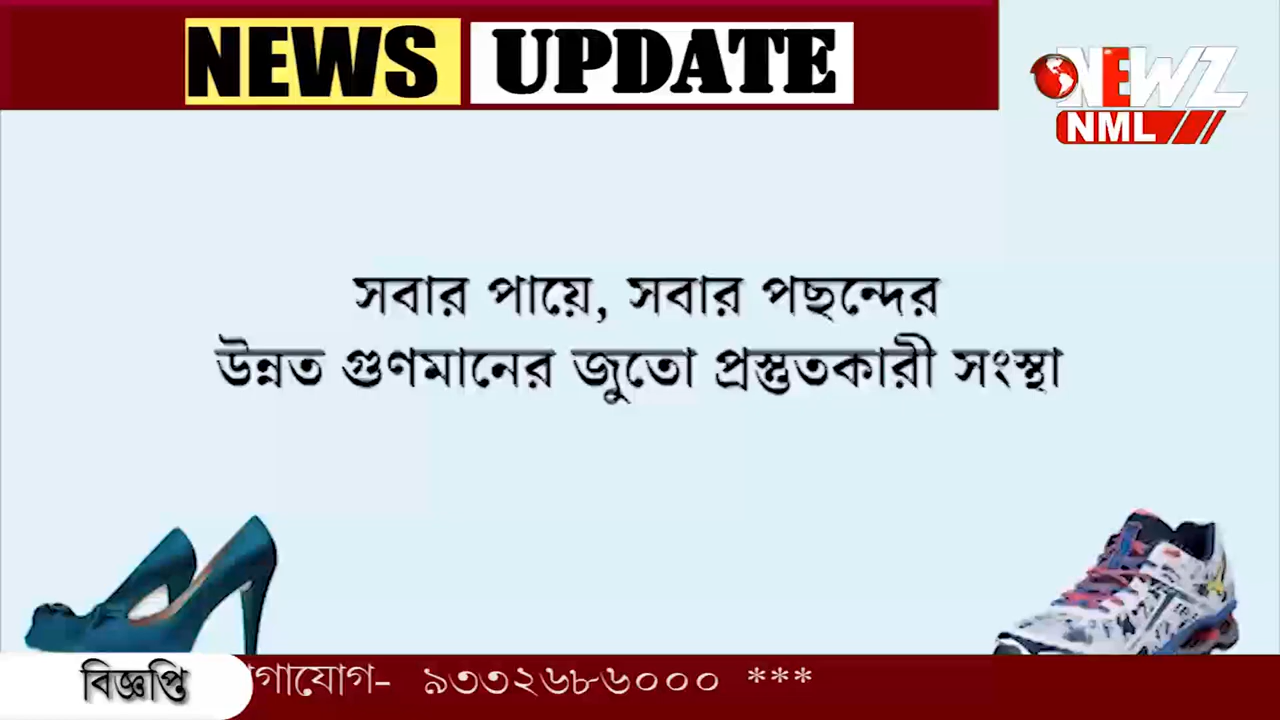 NEWS UPDATE
NEWZ
NML
সবার পায়ে, সবার পছন্দের
উন্নত গুণমানের জুতো প্রস্তুতকারী সংস্থা
বিজ্ঞপ্তি
গাযোগ- ৯৩৩২৬৮৬০০০ ***